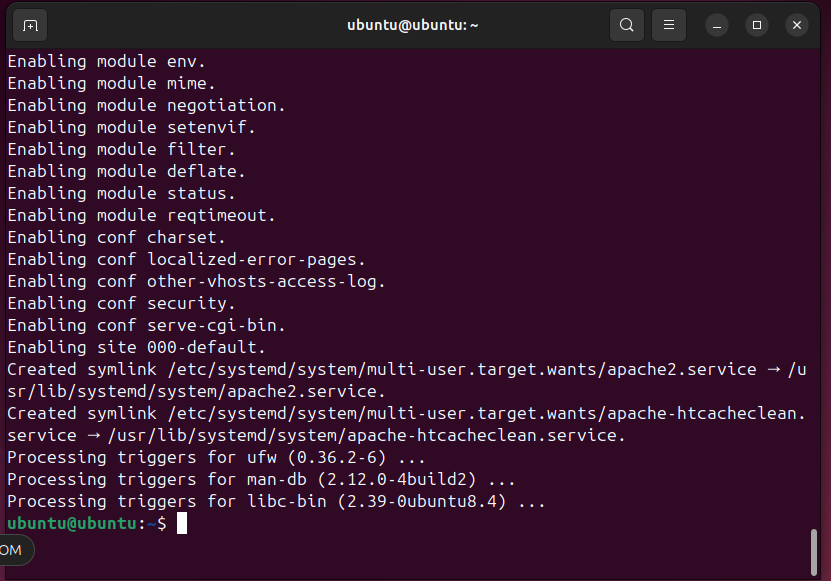 ubuntu@ubuntu: ~
Enabling module env.
Enabling module mime.
Enabling module negotiation.
Enabling module setenvif.
Enabling module filter.
Enabling module deflate.
Enabling module status.
Enabling module reqtimeout.
Enabling conf charset.
Enabling conf localized-error-pages.
Enabling conf other-vhosts-access-log.
Enabling conf security.
Enabling conf serve-cgi-bin.
Enabling site 000-default.
Created symlink /etc/systemd/system/multi-user.target.wants/apache2.service → /u
sr/lib/systemd/system/apache2.service.
Created symlink /etc/systemd/system/multi-user.target.wants/apache-htcacheclean.
service → /usr/lib/systemd/system/apache-htcacheclean.service.
Processing triggers for ufw (0.36.2-6) ...
Processing triggers for man-db (2.12.0-4build2) ...
Processing triggers for libc-bin (2.39-0ubuntu8.4) ...
ubuntu@ubuntu:~$
OM